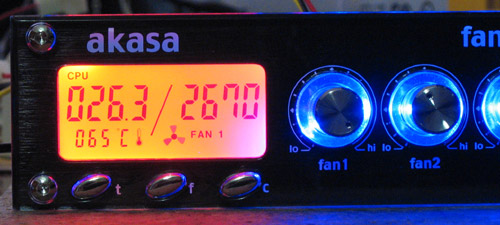 akasa
fan
CPU
026.3/2670
065°C FAN 1
lo hi
fan1
lo hi
fan2
lo
t f c